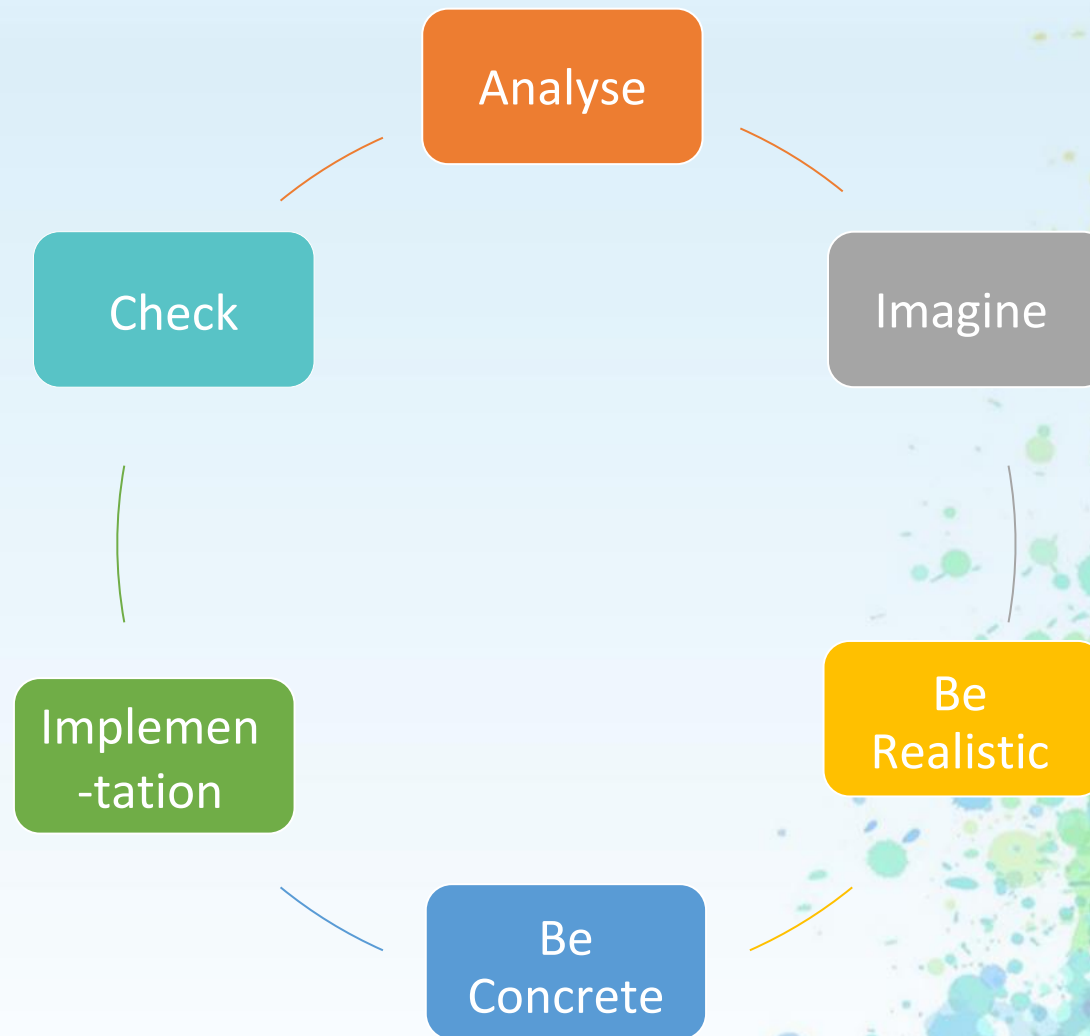 Analyse
Imagine
Be
Realistic
Be
Concrete
Implemen
-tation
Check